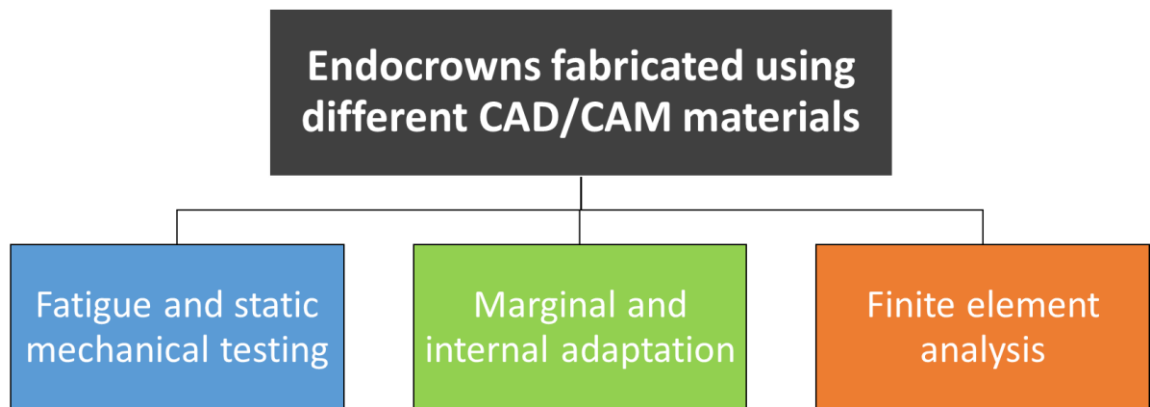 Endocrowns fabricated using
different CAD/CAM materials
Fatigue and static
mechanical testing
Marginal and
internal adaptation
Finite element
analysis